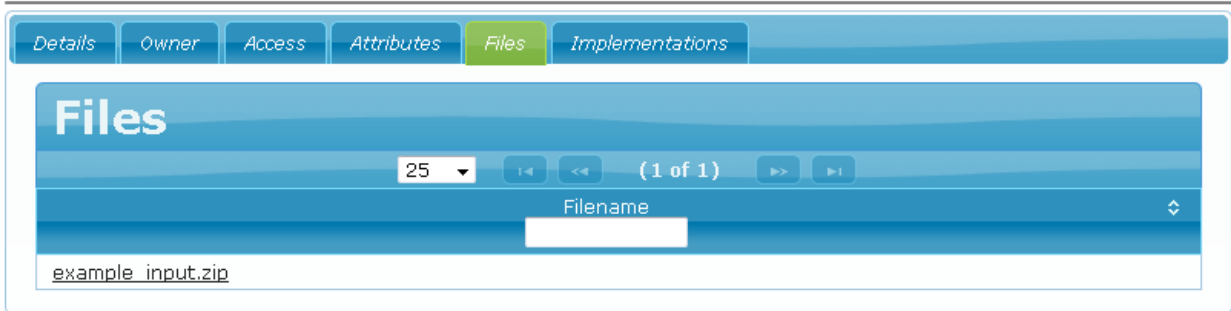 Details Owner Access Attributes Files Implementations
Files
25 (1 of 1)
Filename
example_input.zip